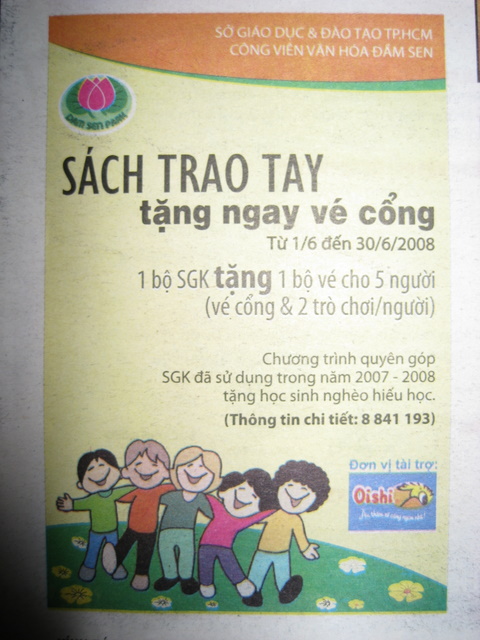 SỞ GIÁO DỤC & ĐÀO TẠO TP.HCM
CÔNG VIÊN VĂN HÓA ĐẦM SEN
DAM SEN PARK
SÁCH TRAO TAY
tặng ngay vé cổng
Từ 1/6 đến 30/6/2008
1 bộ SGK tặng 1 bộ vé cho 5 người
(vé cổng & 2 trò chơi/người)
Chương trình quyên góp
SGK đã sử dụng trong năm 2007 - 2008
tặng học sinh nghèo hiếu học.
(Thông tin chi tiết: 8 841 193)
Đơn vị tài trợ:
Oishi